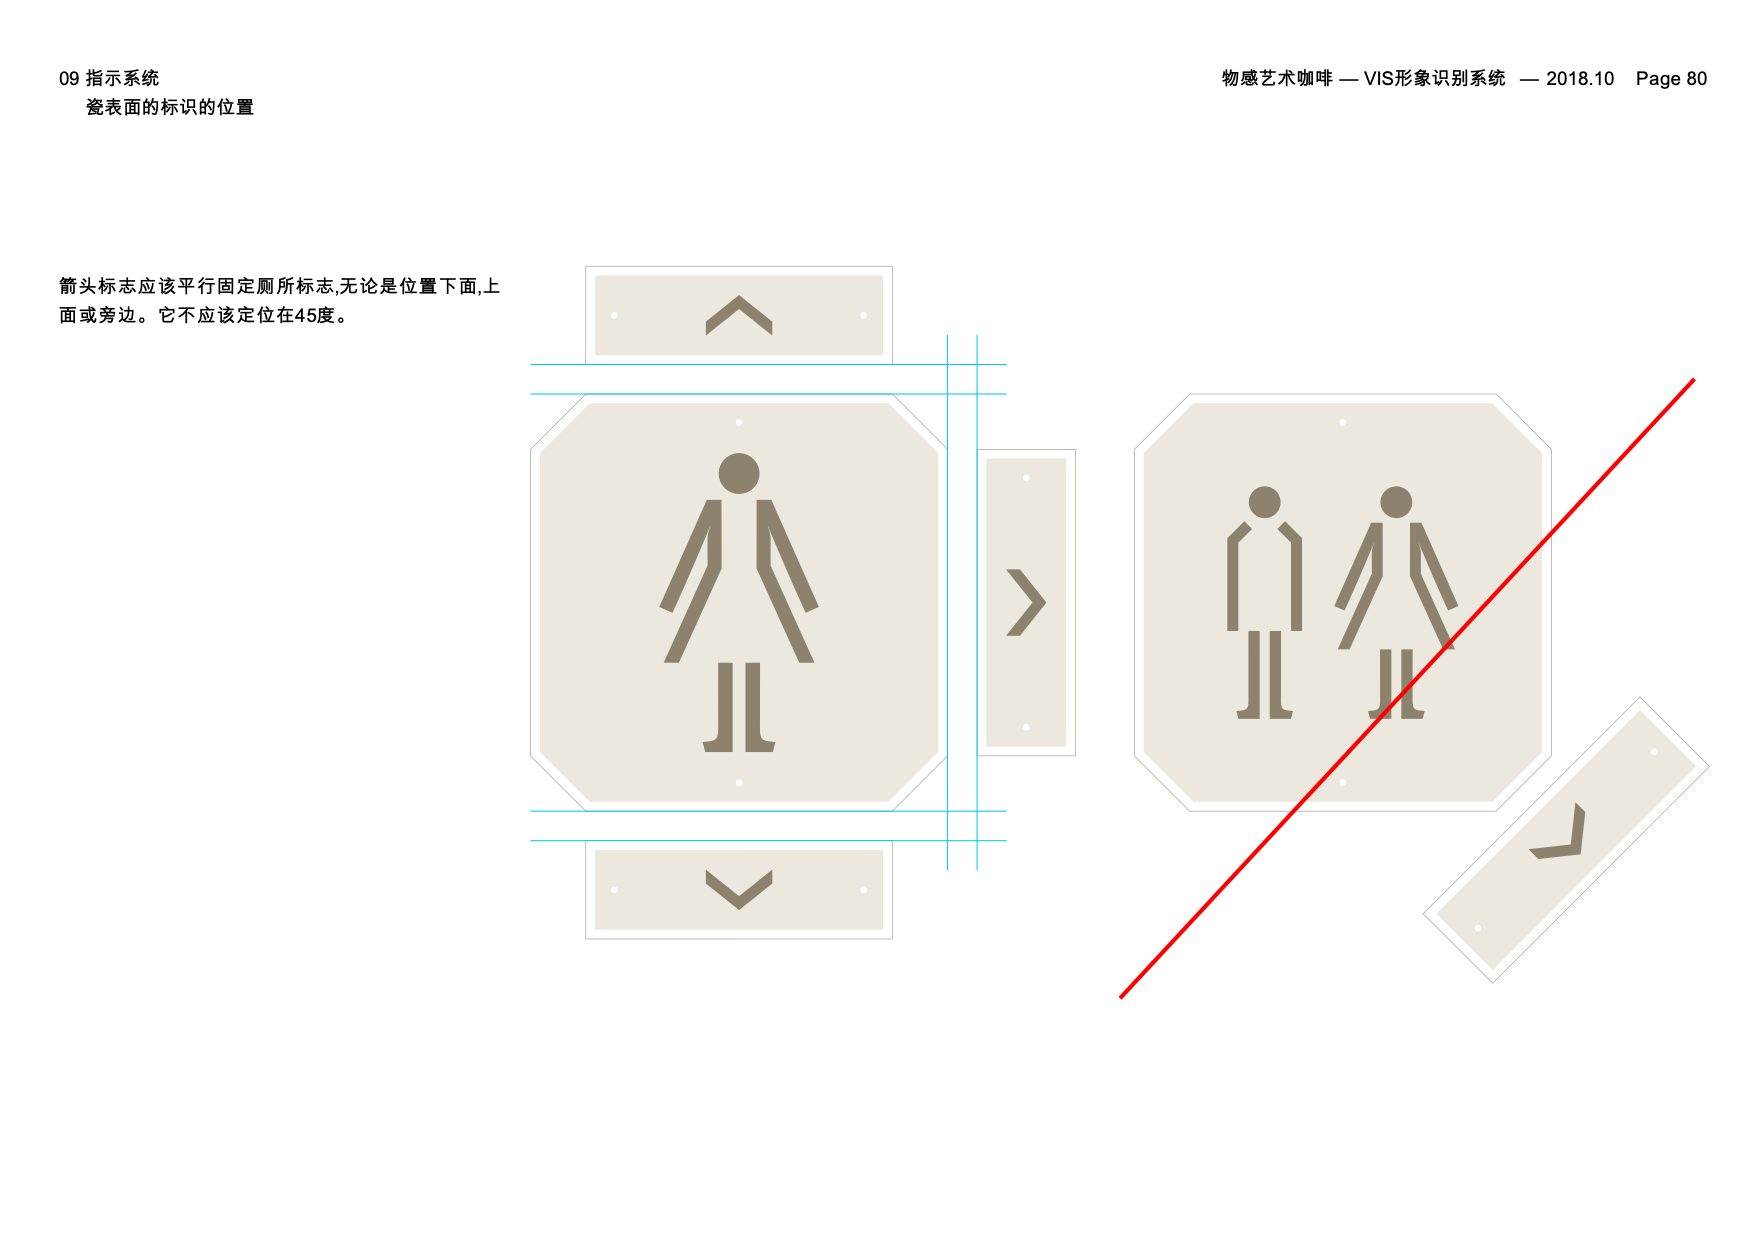 09 指示系统
瓷表面的标识的位置
物感艺术咖啡 — VIS形象识别系统 — 2018.10 Page 80
箭头标志应该平行固定厕所标志,无论是位置下面,上
面或旁边。它不应该定位在45度。